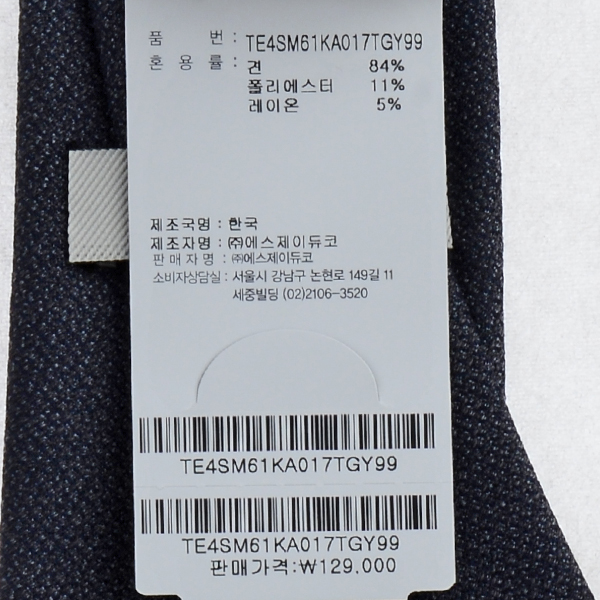 품 번: TE4SM61KA017TGY99
혼 용 률: 견 84%
폴리에스터 11%
레이온 5%
제조국명 : 한국
제조자명 : ㈜에스제이듀코
판 매 자 명 : ㈜에스제이듀코
소비자상담실 : 서울시 강남구 논현로 149길 11
세중빌딩 (02)2106-3520
TE4SM61KA017TGY99
TE4SM61KA017TGY99
판매가격:₩129,000